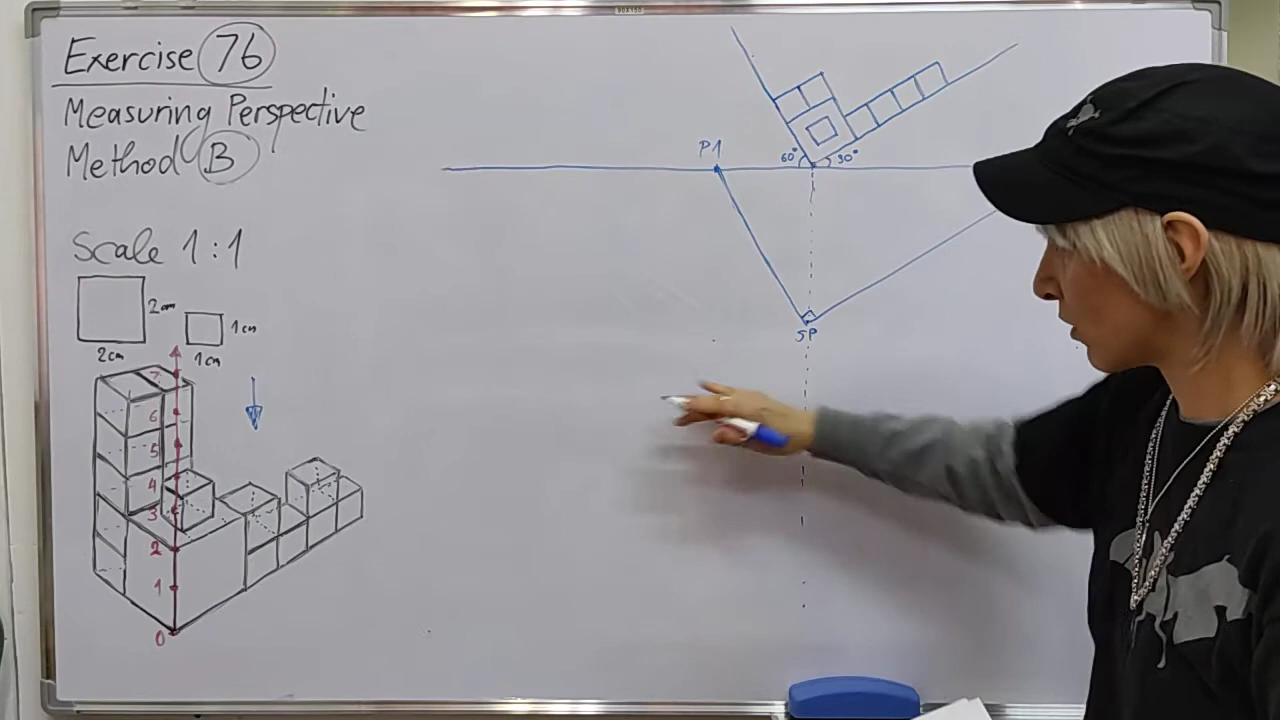 90X150
Exercise 76
Measuring Perspective
Method B
Scale 1:1
2cm
1cm
2cm
1cm
7
6
5
4
3
2
1
0
P1
60° 30°
SP